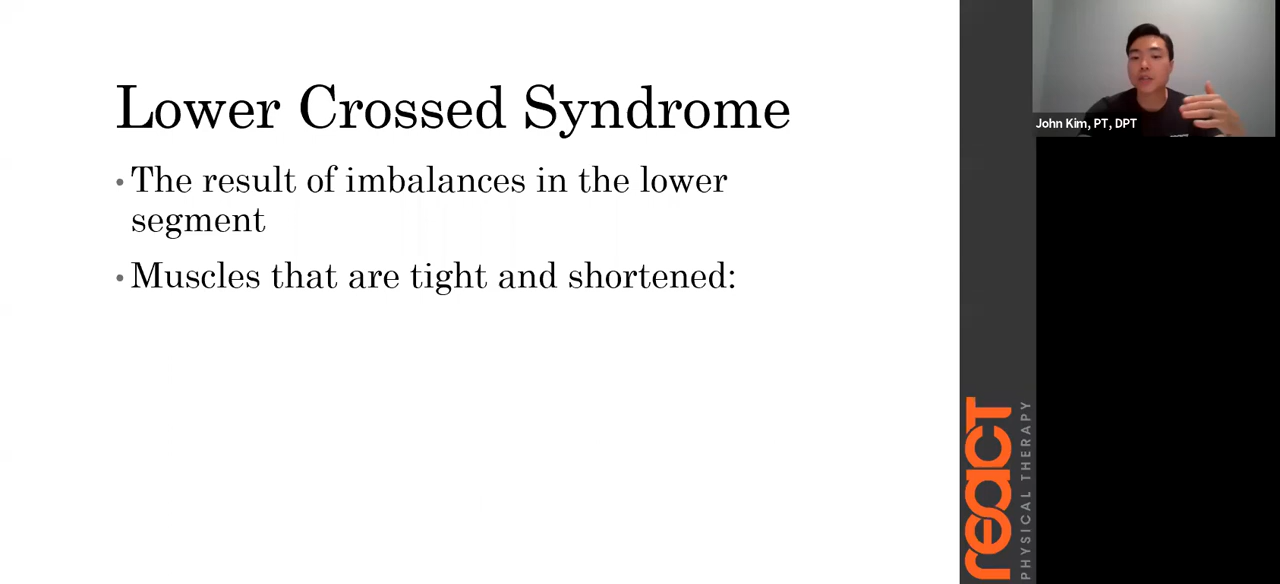 Lower Crossed Syndrome
• The result of imbalances in the lower
segment
• Muscles that are tight and shortened:
John Kim, PT, DPT
react
PHYSICAL THERAPY